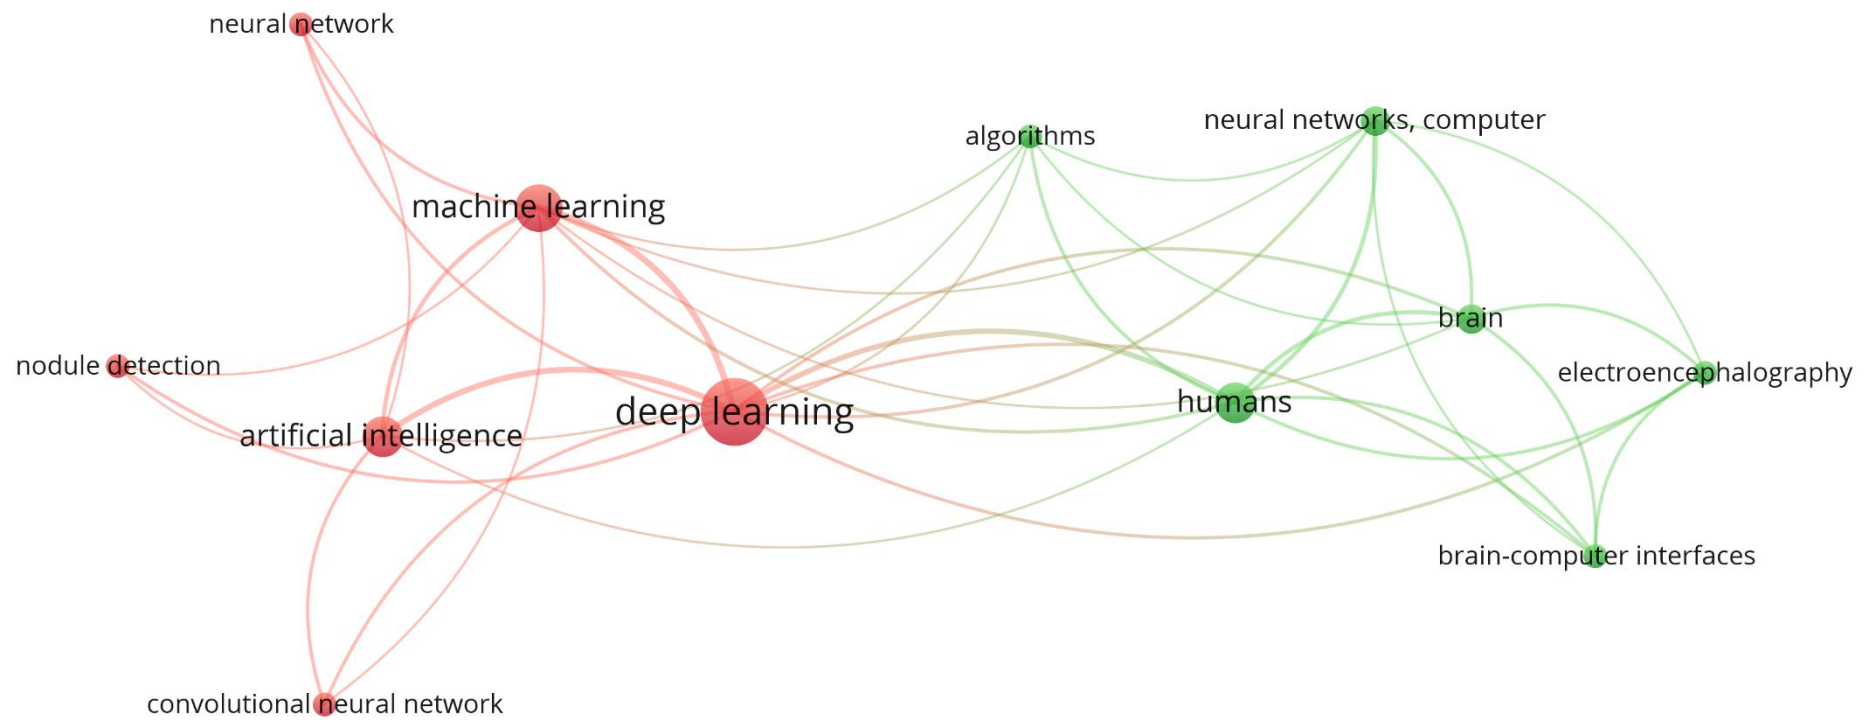 neural network
algorithms
neural networks, computer
machine learning
brain
nodule detection
electroencephalography
artificial intelligence
deep learning
humans
brain-computer interfaces
convolutional neural network